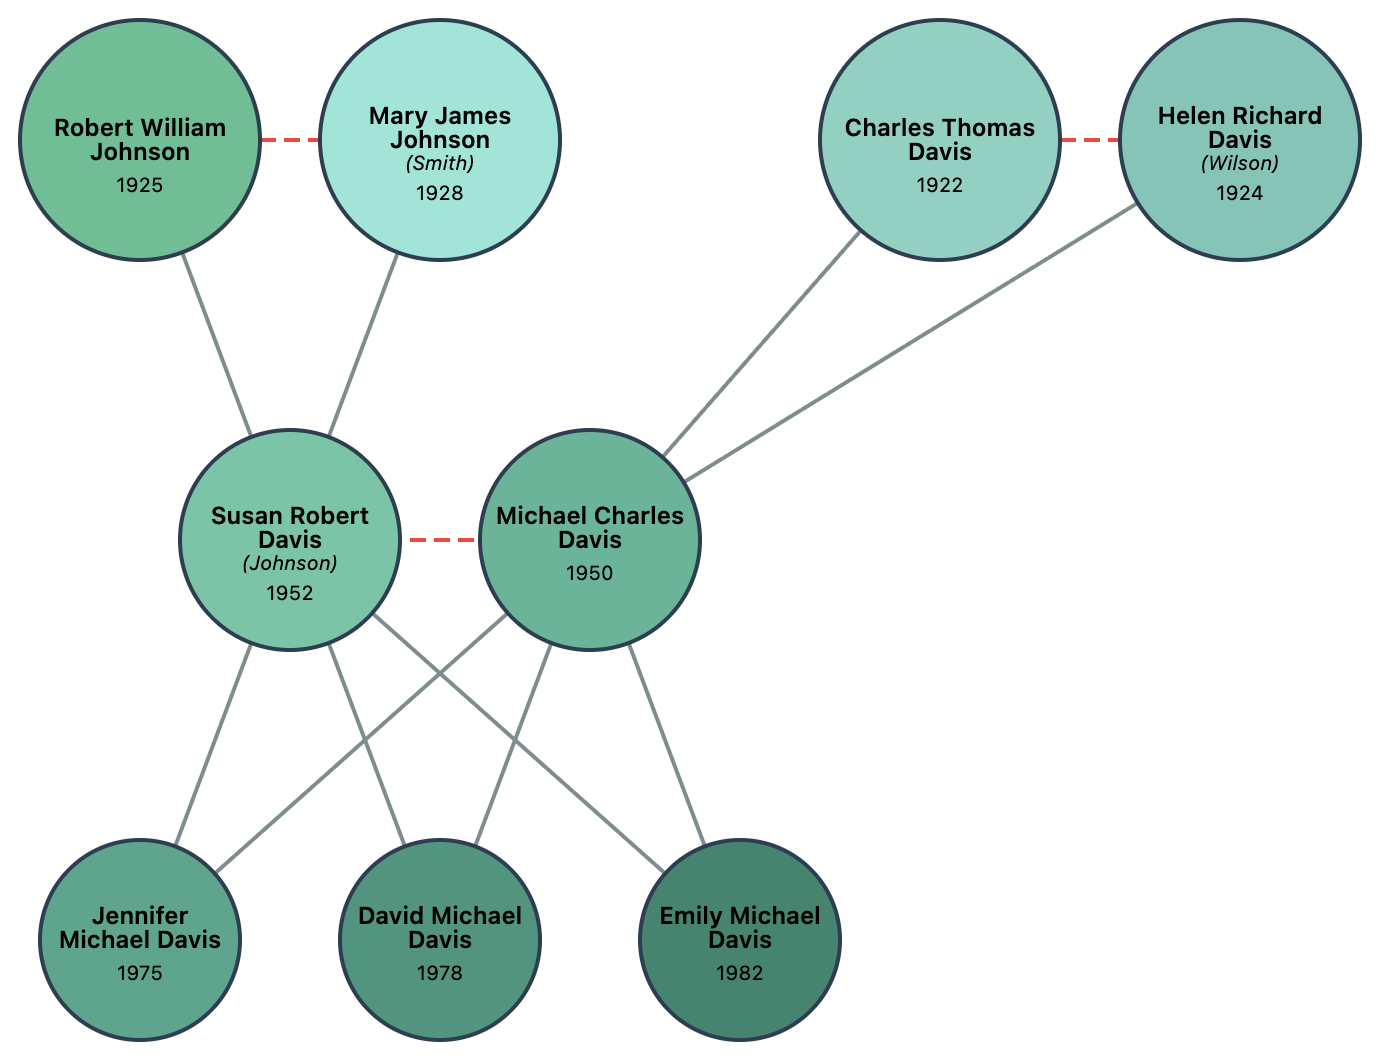 Robert William
Johnson
1925
Mary James
Johnson
(Smith)
1928
Charles Thomas
Davis
1922
Helen Richard
Davis
(Wilson)
1924
Susan Robert
Davis
(Johnson)
1952
Michael Charles
Davis
1950
Jennifer
Michael Davis
1975
David Michael
Davis
1978
Emily Michael
Davis
1982